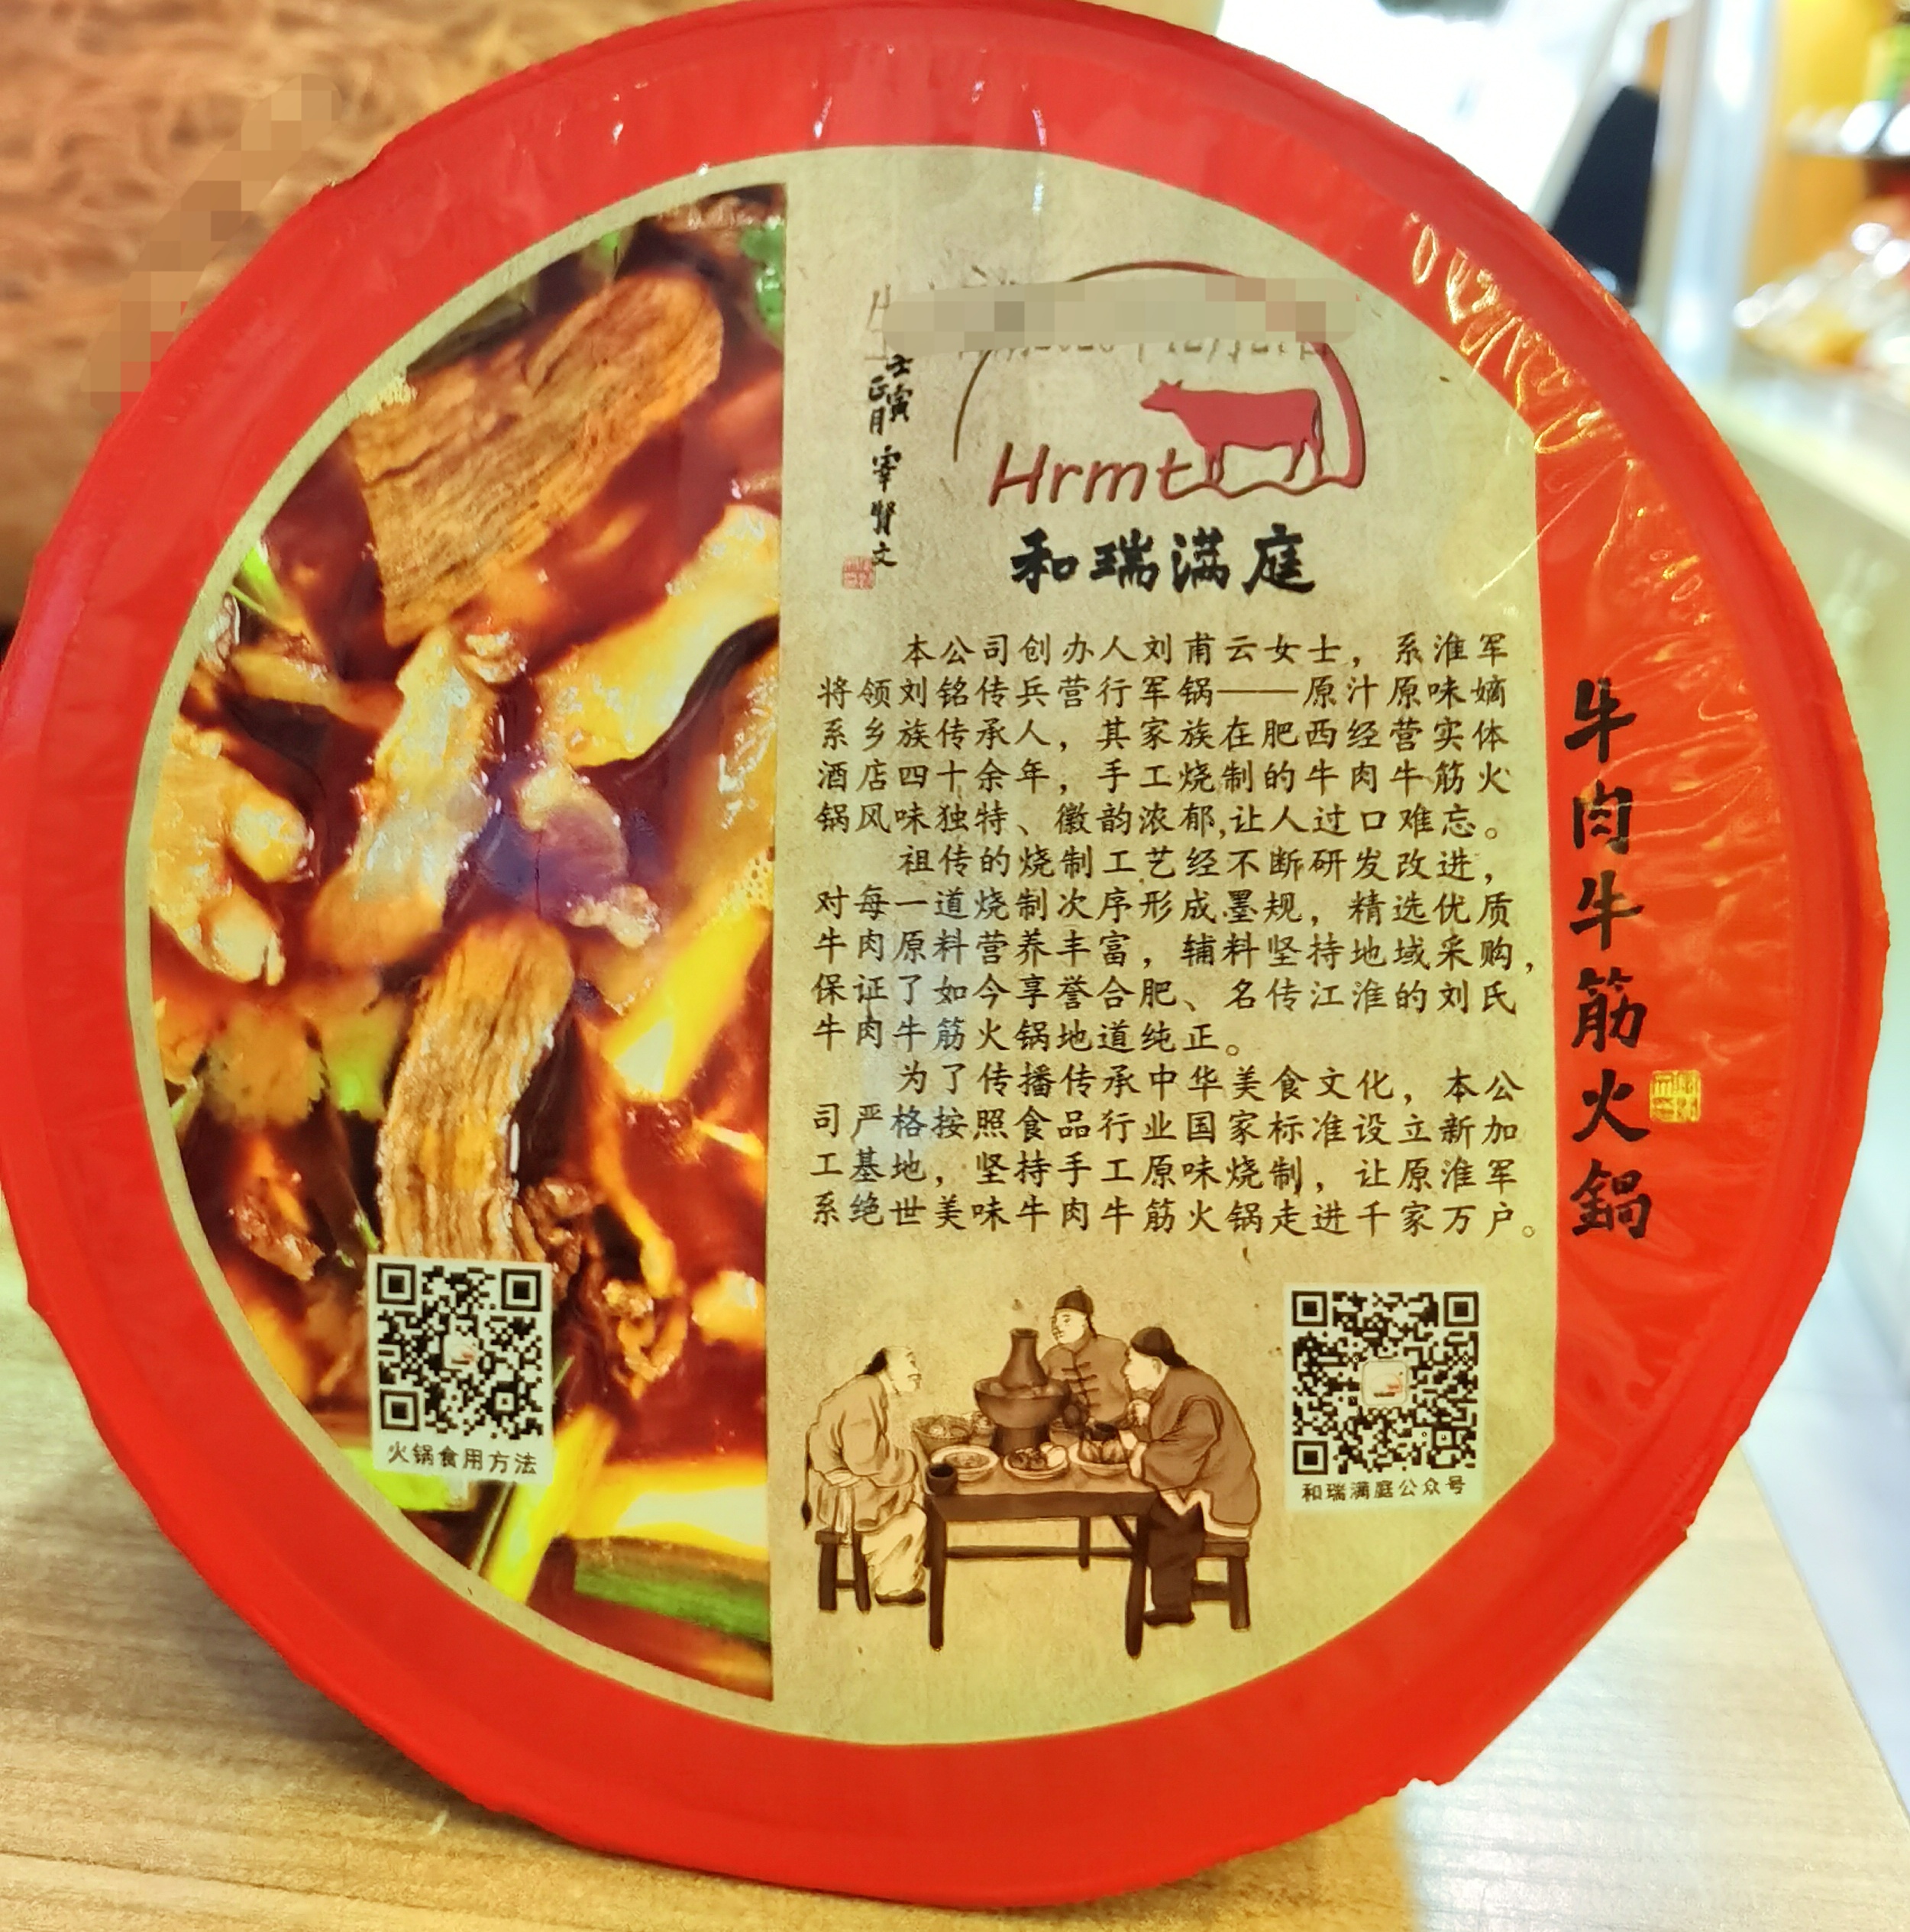 壬寅
正月
宰贤文
Hrmt
和瑞满庭
本公司创办人刘甫云女士，系淮军
将领刘铭传兵营行军锅——原汁原味嫡
系乡族传承人，其家族在肥西经营实体
酒店四十余年，手工烧制的牛肉牛筋火
锅风味独特、徽韵浓郁,让人过口难忘。
祖传的烧制工艺经不断研发改进，
对每一道烧制次序形成墨规，精选优质
牛肉原料营养丰富，辅料坚持地域采购，
保证了如今享誉合肥、名传江淮的刘氏
牛肉牛筋火锅地道纯正。
为了传播传承中华美食文化，本公
司严格按照食品行业国家标准设立新加
工基地，坚持手工原味烧制，让原淮军
系绝世美味牛肉牛筋火锅走进千家万户。
牛肉牛筋火鍋
火锅食用方法
和瑞满庭公众号